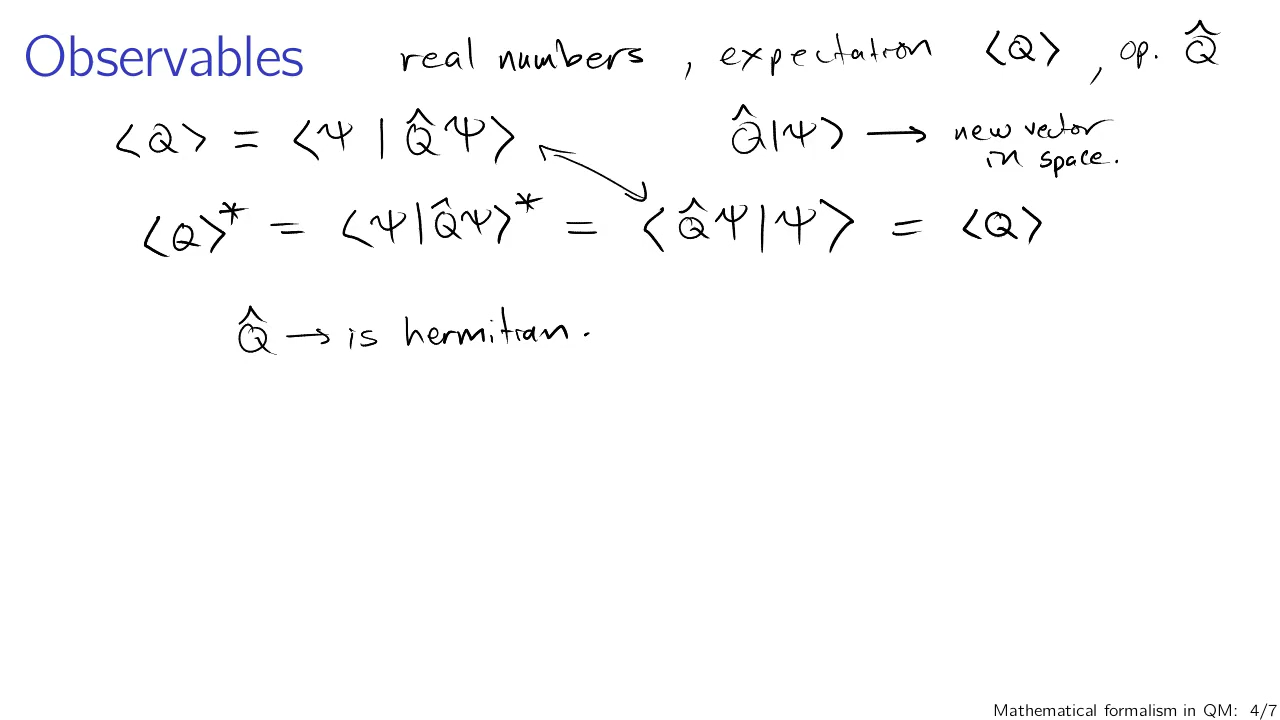 Observables real numbers , expectation ⟨Q⟩ , op. Q̂
⟨Q⟩ = ⟨Ψ | Q̂ Ψ⟩ Q̂|Ψ⟩ → new vector
in space.
⟨Q⟩* = ⟨Ψ|Q̂Ψ⟩* = ⟨Q̂Ψ|Ψ⟩ = ⟨Q⟩
Q̂ → is hermitian.
Mathematical formalism in QM: 4/7